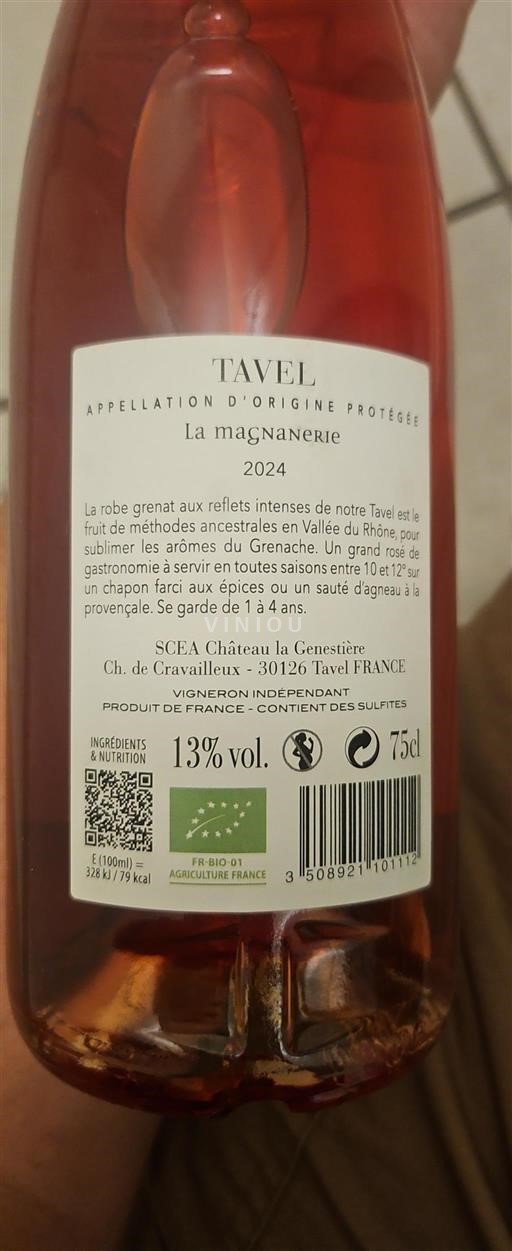 TAVEL
APPELLATION D'ORIGINE PROTÉGÉE
La magnanerie
2024
La robe grenat aux reflets intenses de notre Tavel est le
fruit de méthodes ancestrales en Vallée du Rhône, pour
sublimer les arômes du Grenache. Un grand rosé de
gastronomie à servir en toutes saisons entre 10 et 12° sur
un chapon farci aux épices ou un sauté d'agneau à la
provençale. Se garde de 1 à 4 ans.
VINIOU
SCEA Château la Genestière
Ch. de Cravailleux - 30126 Tavel FRANCE
VIGNERON INDÉPENDANT
PRODUIT DE FRANCE - CONTIENT DES SULFITES
INGRÉDIENTS
& NUTRITION
13% vol.
75cl
E (100ml) =
328 kJ / 79 kcal
FR-BIO-01
AGRICULTURE FRANCE
3 508921 101112